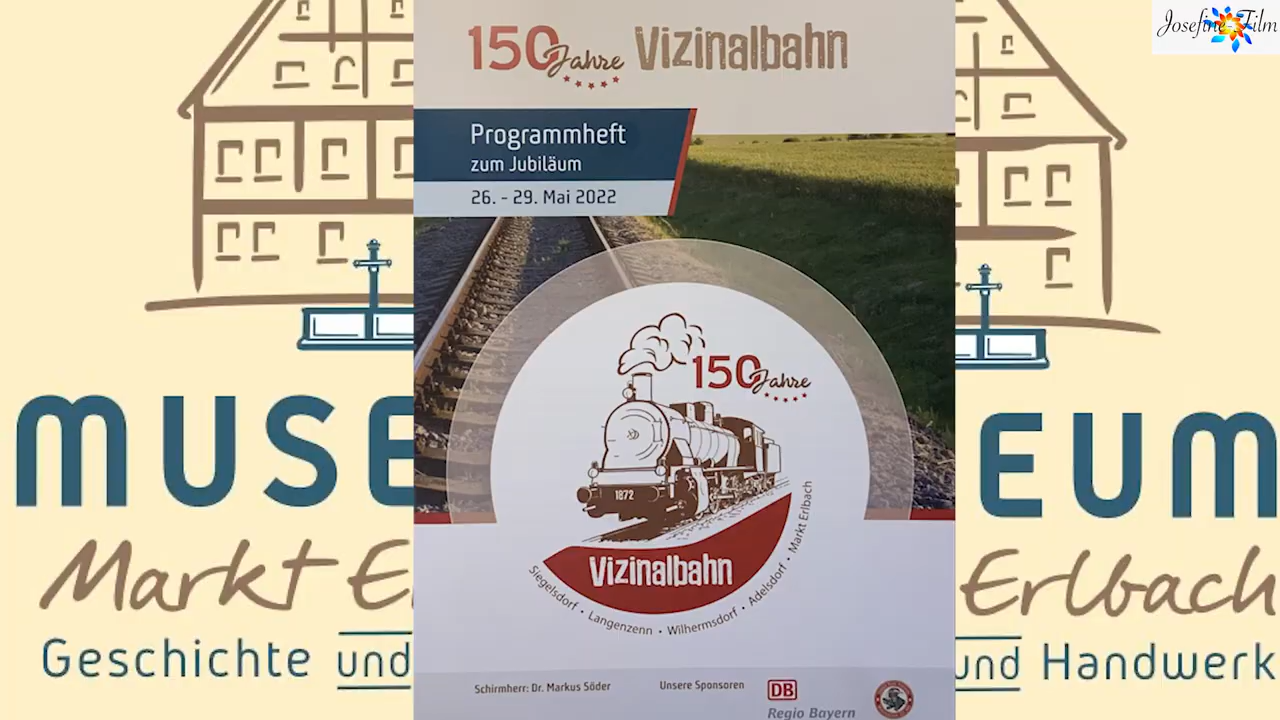 Josefine-Film
150 Jahre Vizinalbahn
Programmheft
zum Jubiläum
26. - 29. Mai 2022
150 Jahre
1872
Vizinalbahn
Siegelsdorf • Langenzenn • Wilhermsdorf • Adelsdorf • Markt Erlbach
Schirmherr: Dr. Markus Söder
Unsere Sponsoren
DB
Regio Bayern
MUSE
Markt E
Geschichte und
EUM
Erlbach
und Handwerk